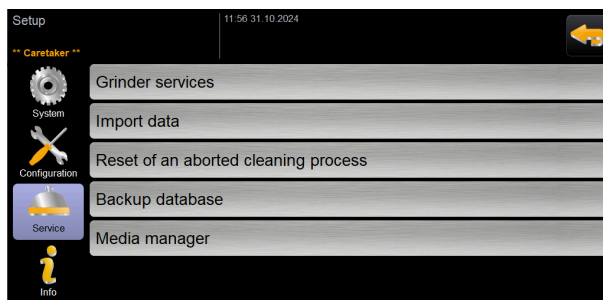 Setup
11:56 31.10.2024
** Caretaker **
System
Configuration
Service
Info
Grinder services
Import data
Reset of an aborted cleaning process
Backup database
Media manager